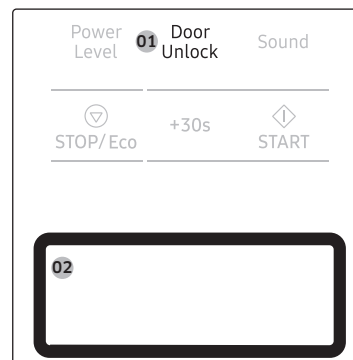 Power Level
01 Door Unlock
Sound
STOP/Eco
+30s
START
02